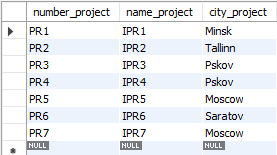 number_project name_project city_project
PR1 IPR1 Minsk
PR2 IPR2 Tallinn
PR3 IPR3 Pskov
PR4 IPR4 Pskov
PR5 IPR5 Moscow
PR6 IPR6 Saratov
PR7 IPR7 Moscow
NULL NULL NULL